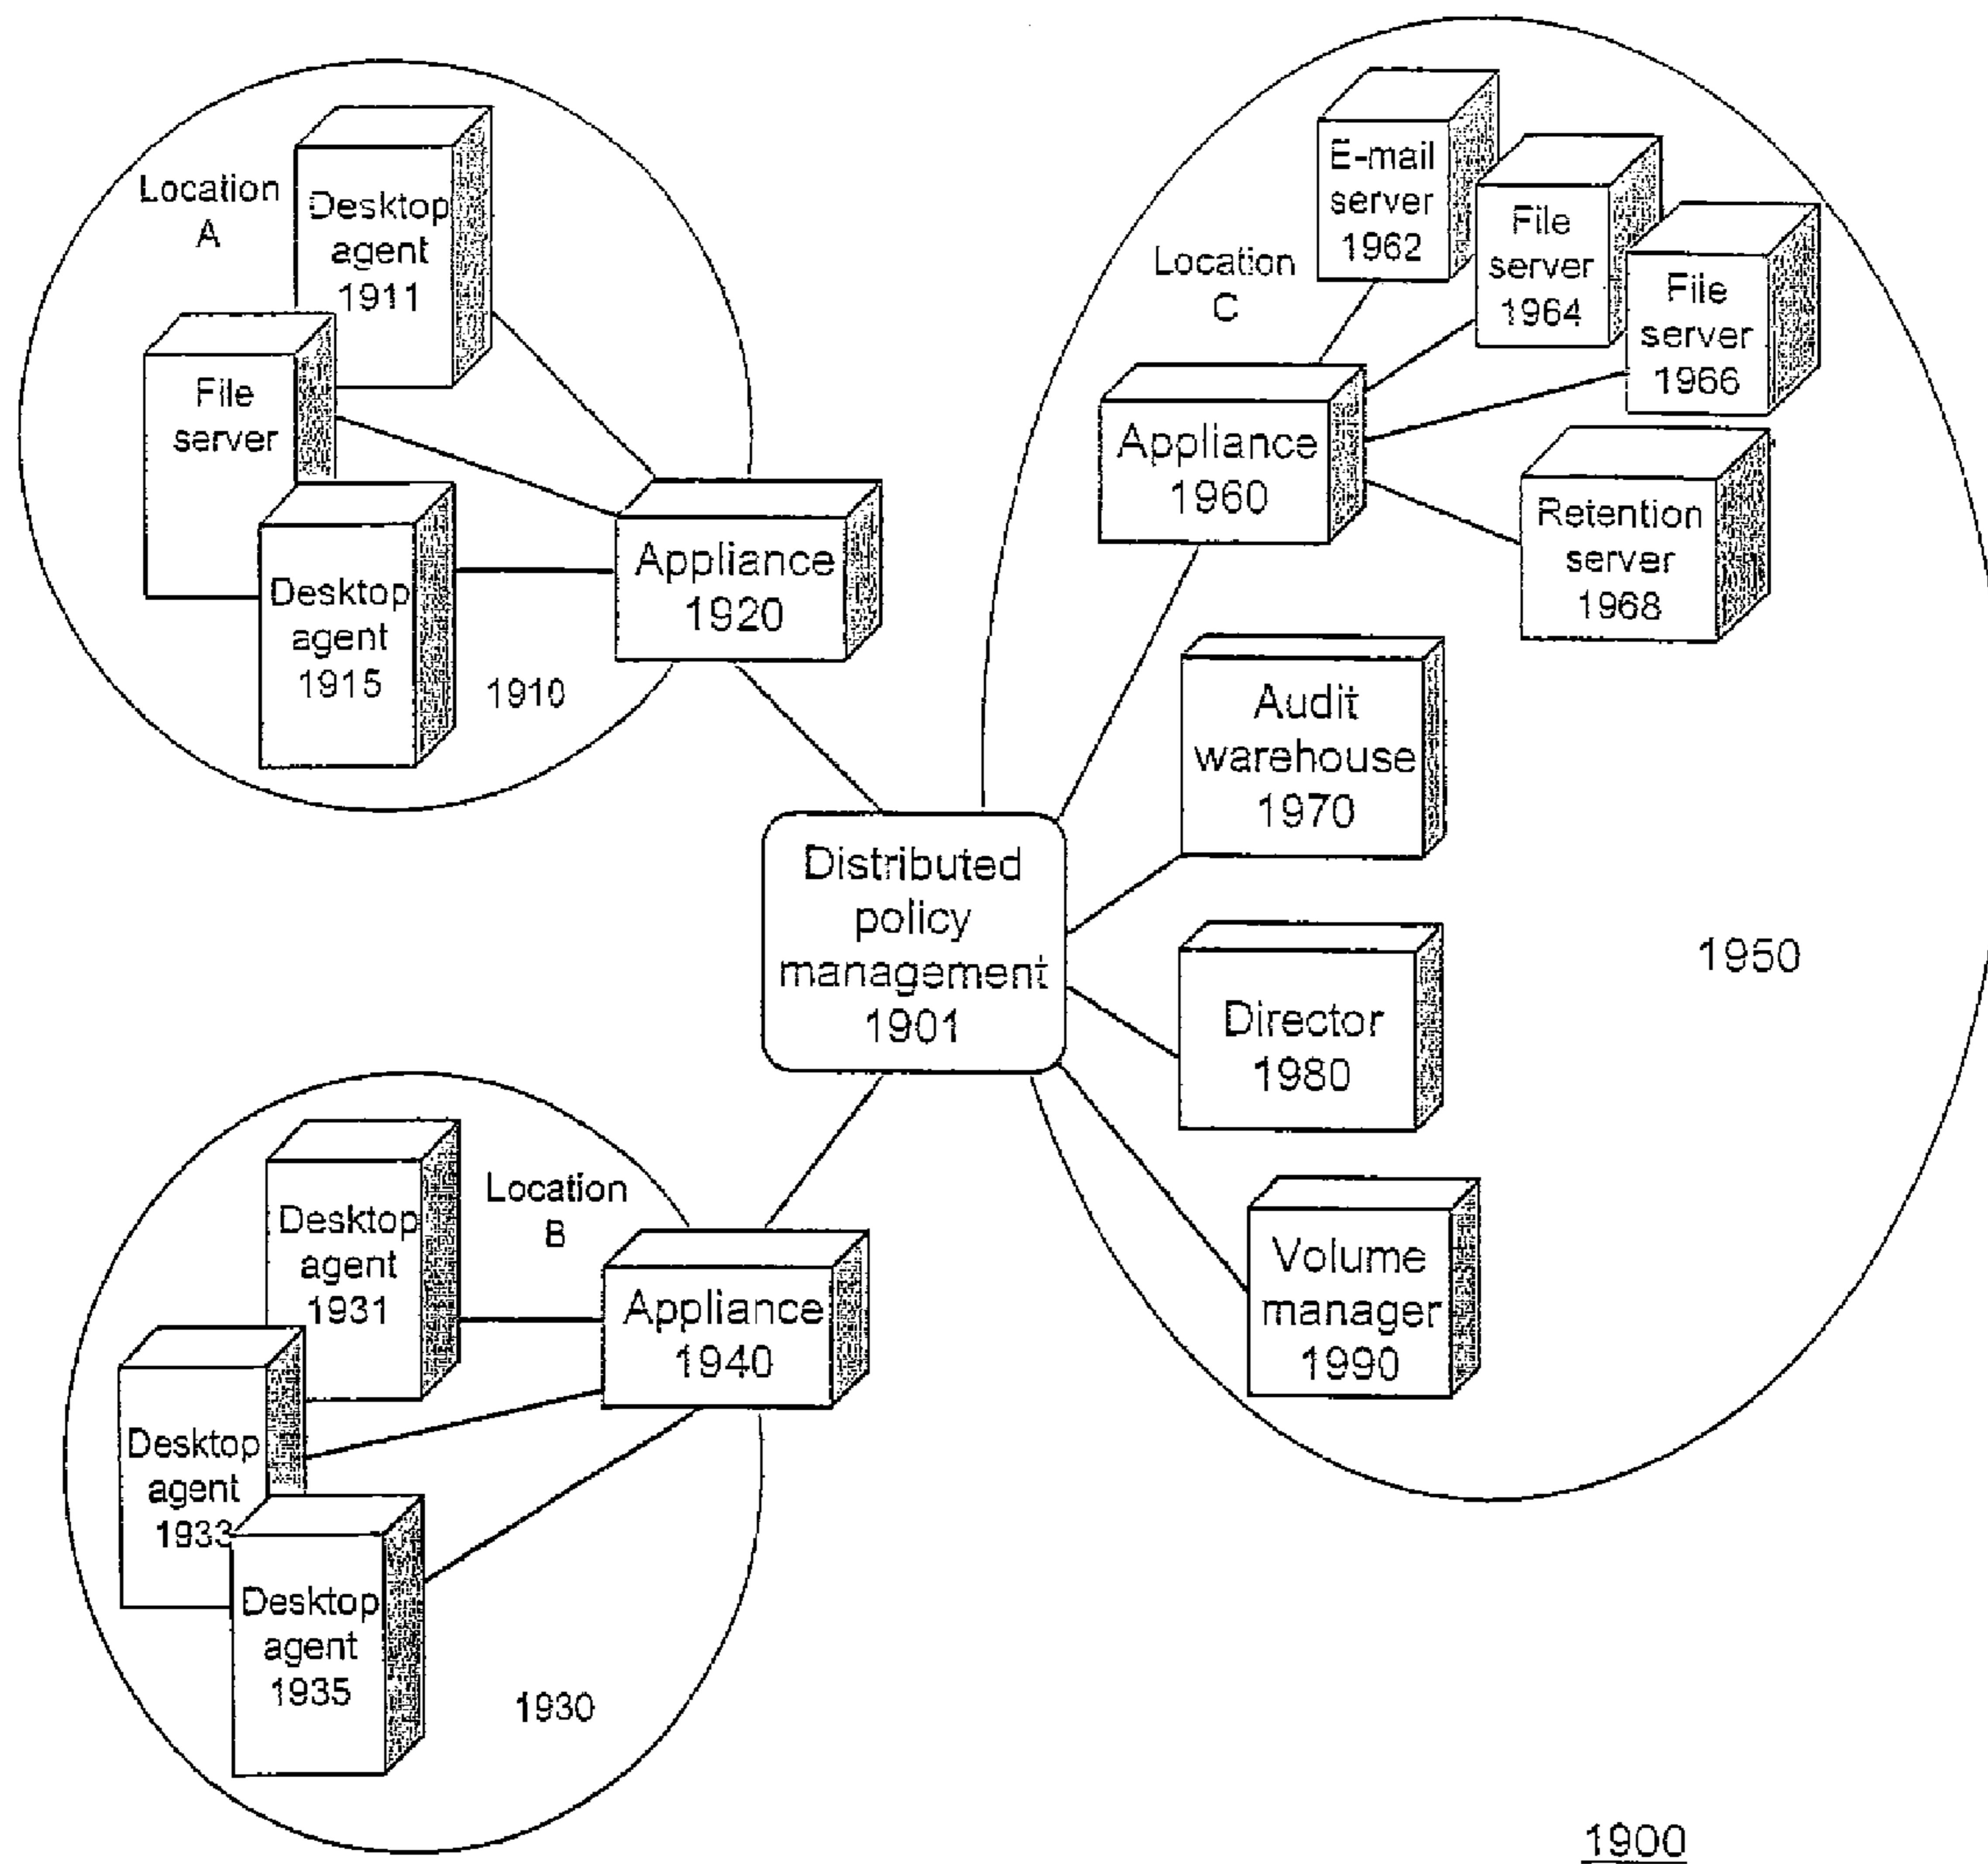 Location
A
Desktop
agent
1911
File
server
Desktop
agent
1915
1910
Appliance
1920
Location
C
E-mail
server
1962
File
server
1964
File
server
1966
Appliance
1960
Retention
server
1968
Audit
warehouse
1970
Distributed
policy
management
1901
Director
1980
1950
Volume
manager
1990
Location
B
Desktop
agent
1931
Appliance
1940
Desktop
agent
1933
Desktop
agent
1935
1930
1900